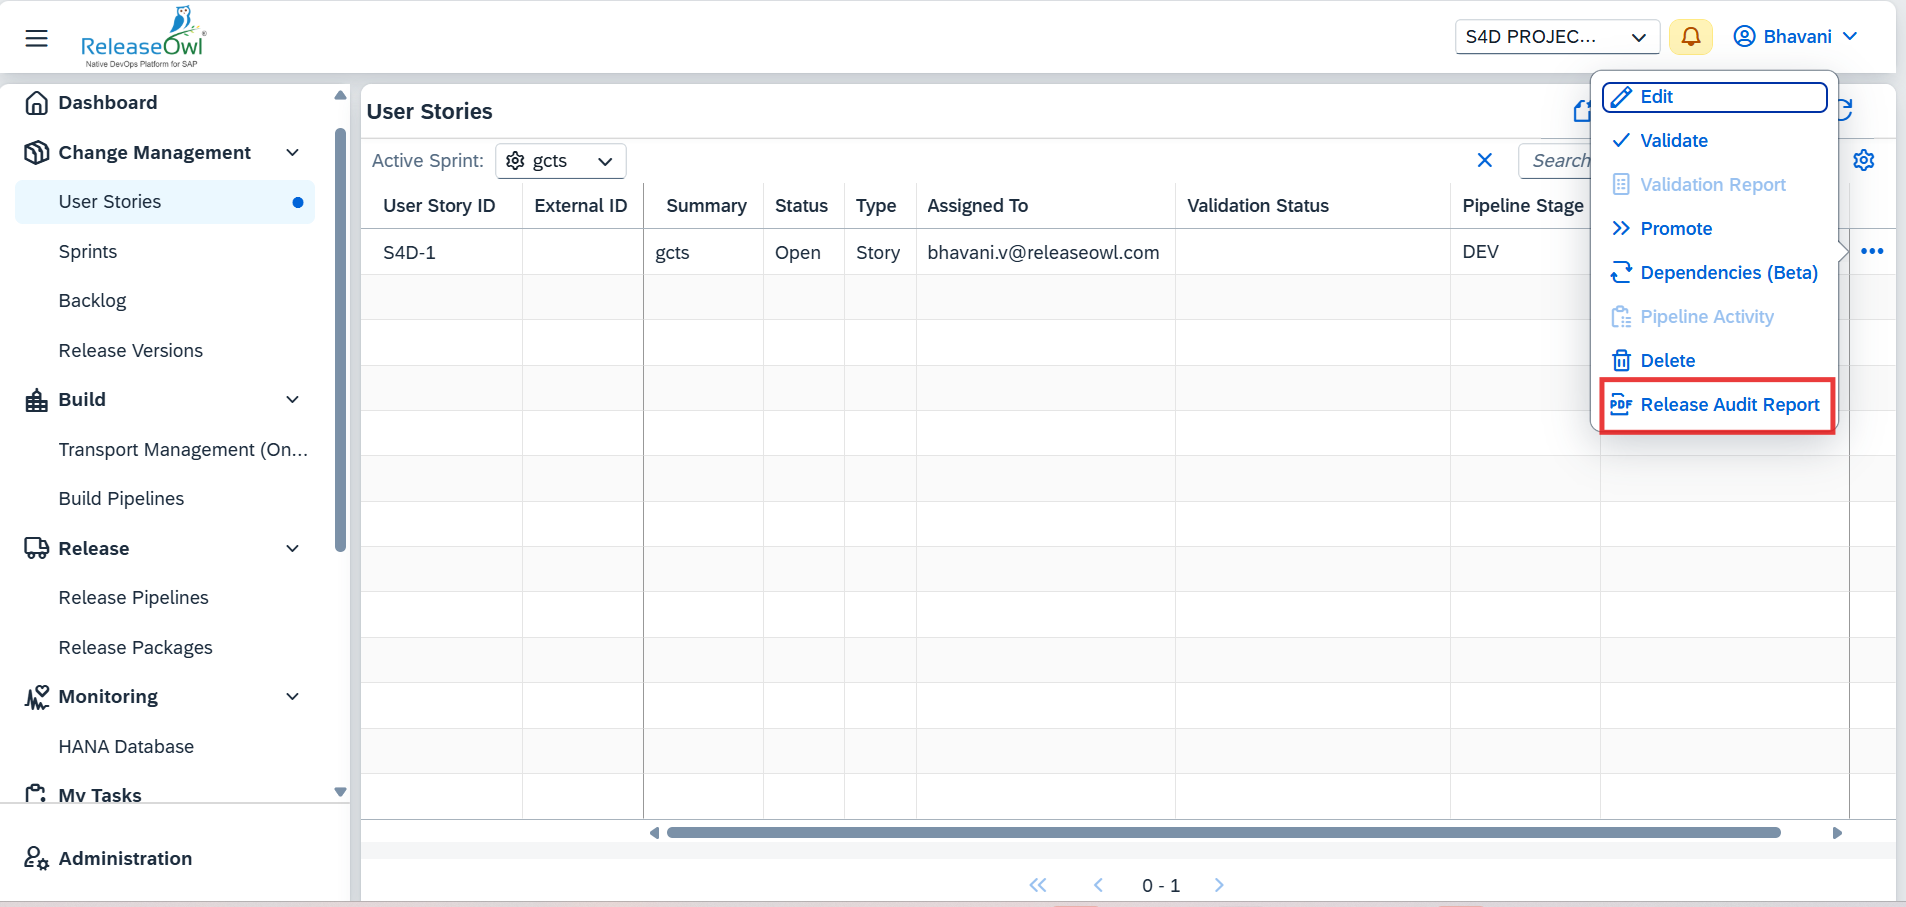 ReleaseOwl®
Native DevOps Platform for SAP
S4D PROJEC...
Bhavani
Dashboard
Change Management
User Stories
Sprints
Backlog
Release Versions
Build
Transport Management (On...
Build Pipelines
Release
Release Pipelines
Release Packages
Monitoring
HANA Database
My Tasks
Administration
User Stories
Active Sprint:
gcts
Search
User Story ID
External ID
Summary
Status
Type
Assigned To
Validation Status
Pipeline Stage
S4D-1
gcts
Open
Story
bhavani.v@releaseowl.com
DEV
Edit
Validate
Validation Report
Promote
Dependencies (Beta)
Pipeline Activity
Delete
PDF Release Audit Report
0 - 1